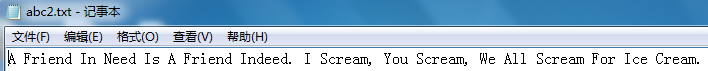 abc2.txt - 记事本
文件(F) 编辑(E) 格式(O) 查看(V) 帮助(H)
A Friend In Need Is A Friend Indeed. I Scream, You Scream, We All Scream For Ice Cream.